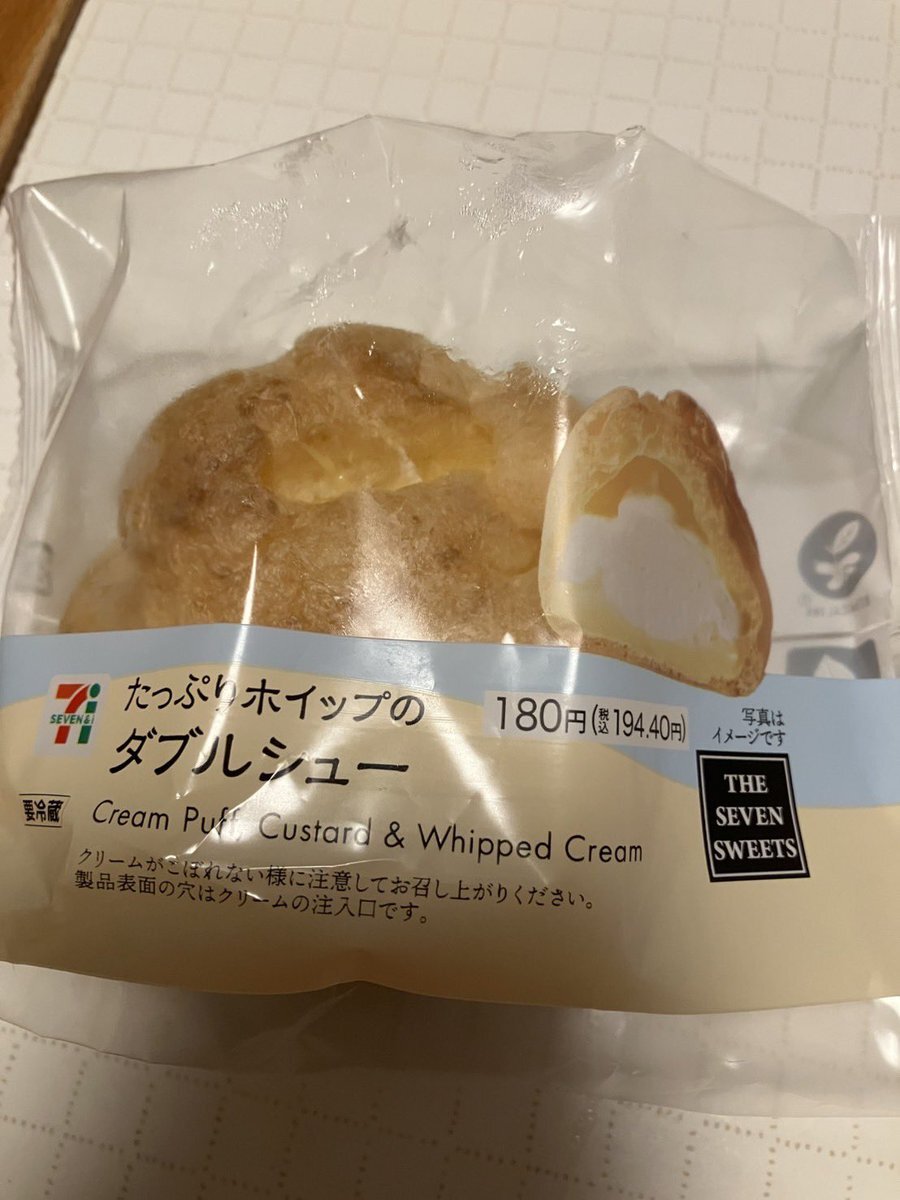 SEVEN&i
たっぷりホイップの
ダブルシュー
180円(税込194.40円)
写真は
イメージです
THE
SEVEN
SWEETS
要冷蔵
Cream Puff, Custard & Whipped Cream
クリームがこぼれない様に注意してお召し上がりください。
製品表面の穴はクリームの注入口です。